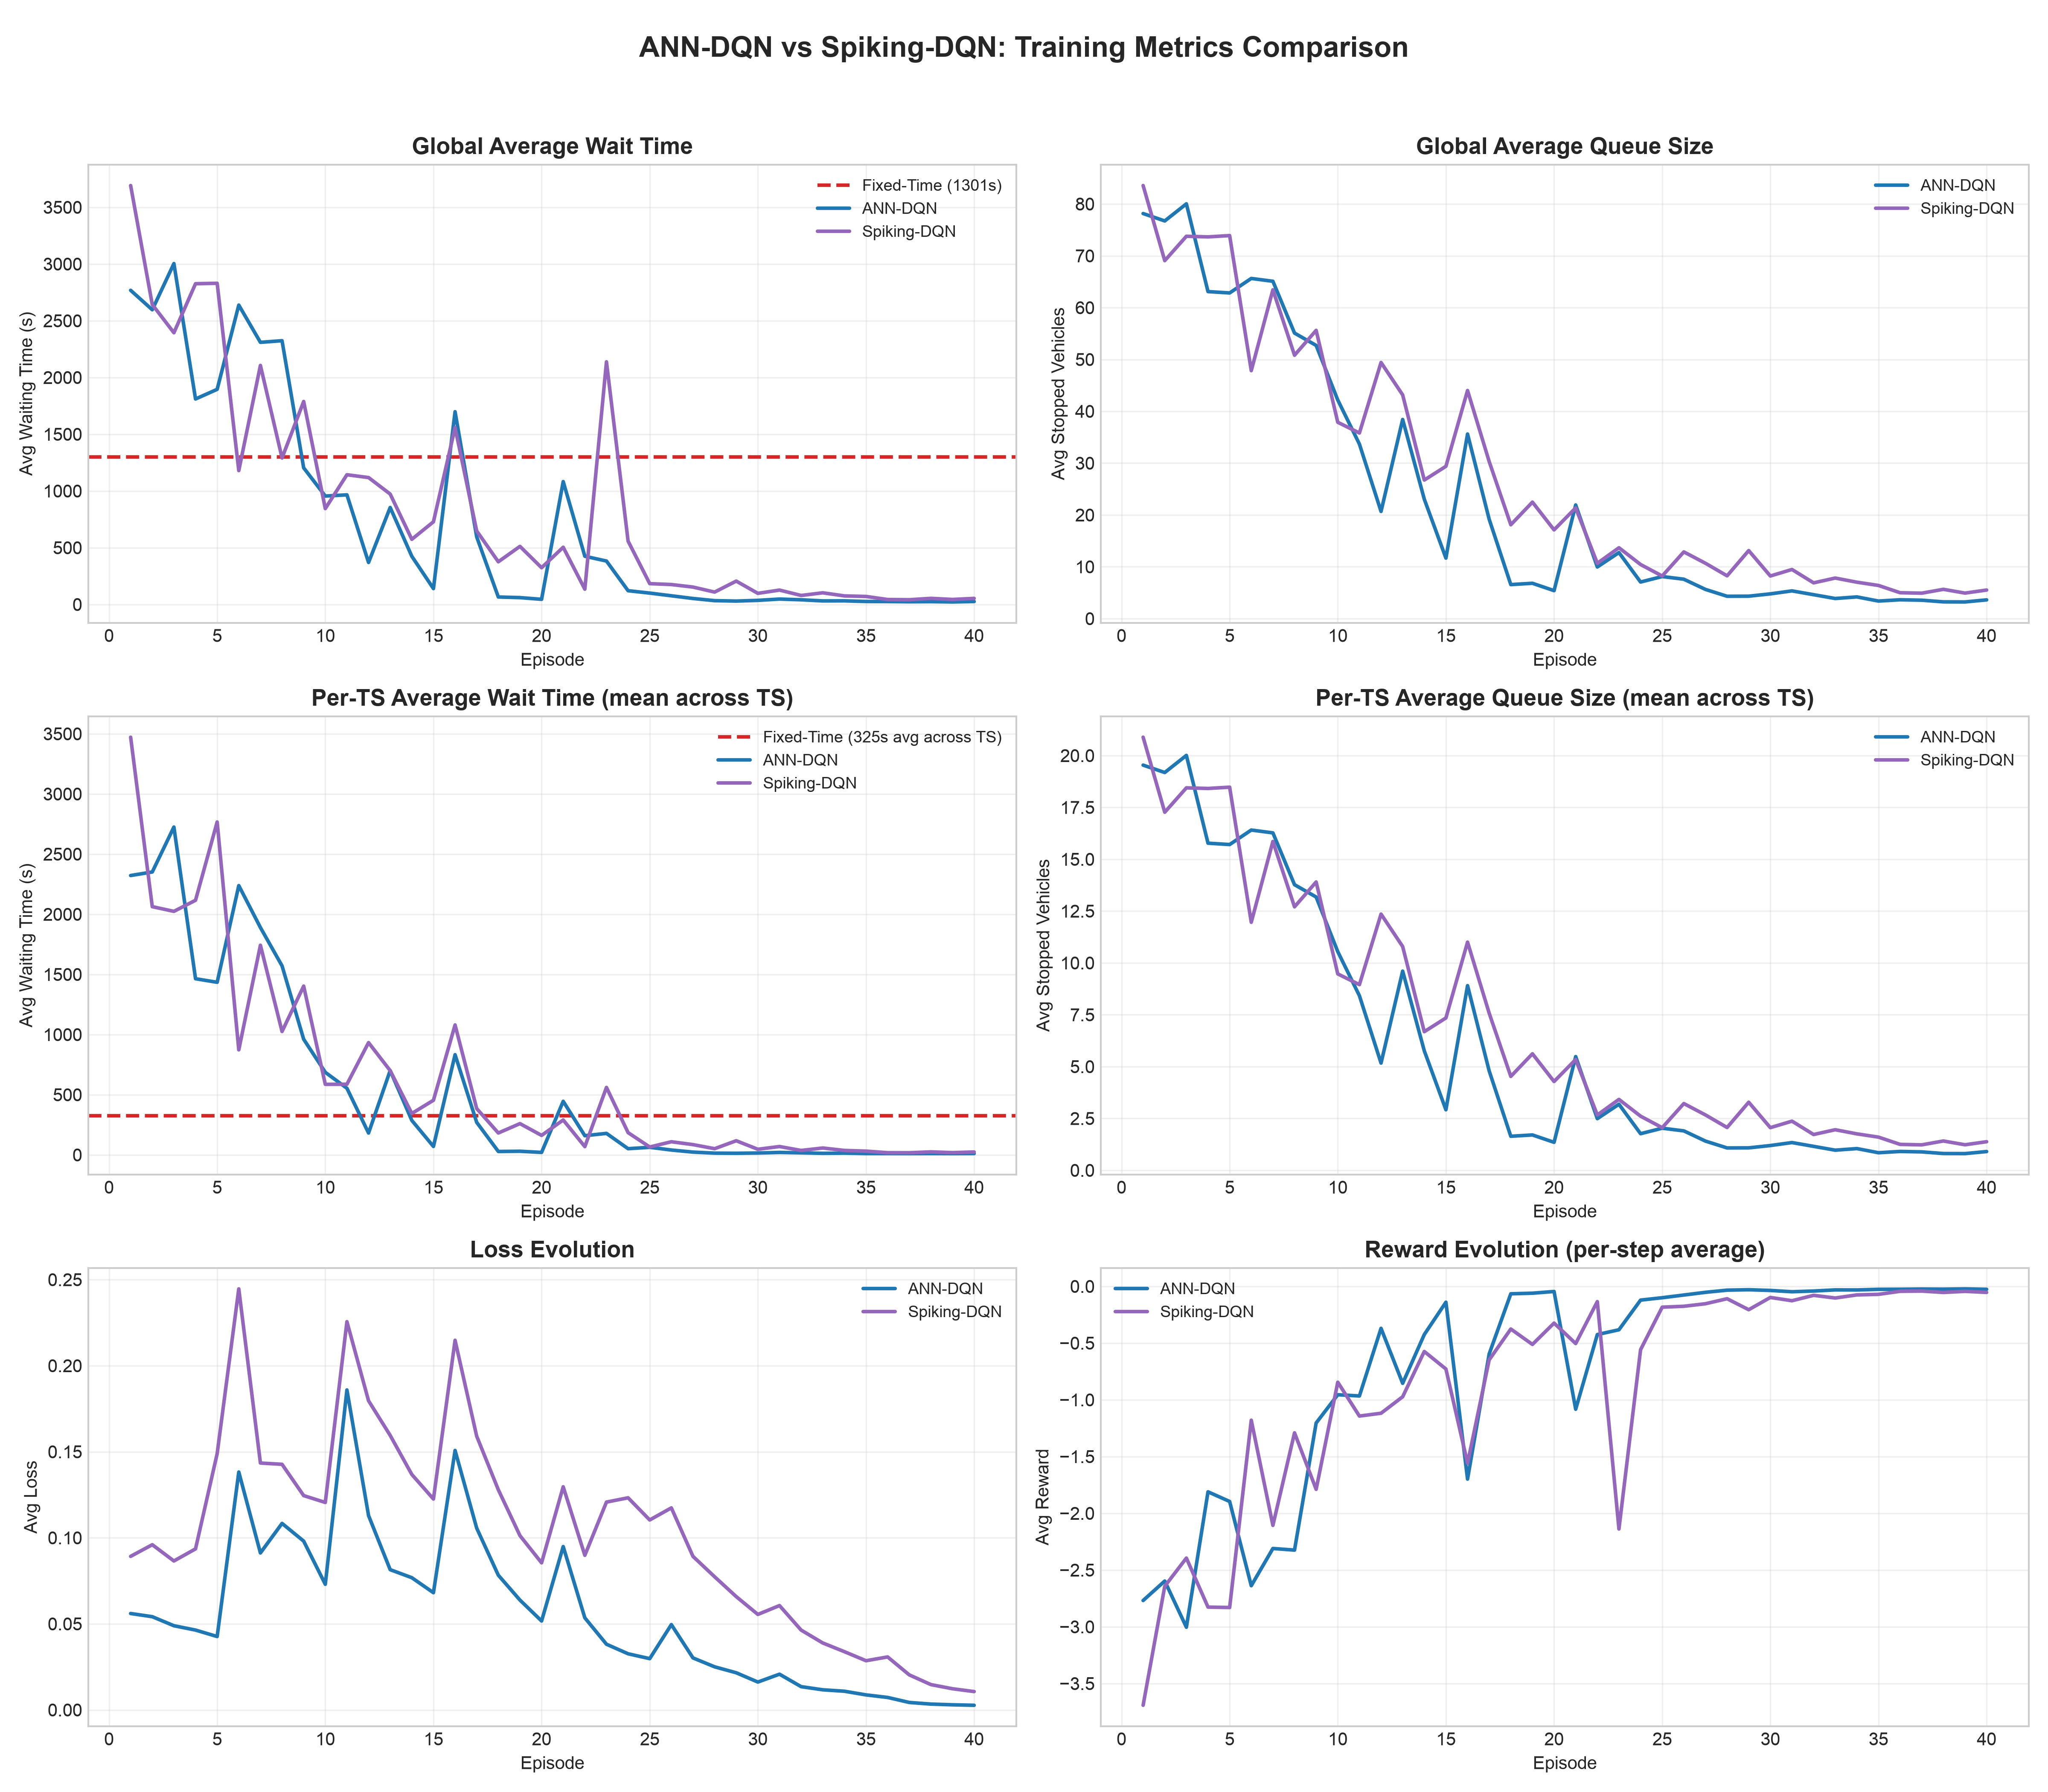 ANN-DQN vs Spiking-DQN: Training Metrics Comparison
Global Average Wait Time
Avg Waiting Time (s)
3500
3000
2500
2000
1500
1000
500
0
Fixed-Time (1301s)
ANN-DQN
Spiking-DQN
0 5 10 15 20 25 30 35 40
Episode
Global Average Queue Size
Avg Stopped Vehicles
80
70
60
50
40
30
20
10
0
ANN-DQN
Spiking-DQN
0 5 10 15 20 25 30 35 40
Episode
Per-TS Average Wait Time (mean across TS)
Avg Waiting Time (s)
3500
3000
2500
2000
1500
1000
500
0
Fixed-Time (325s avg across TS)
ANN-DQN
Spiking-DQN
0 5 10 15 20 25 30 35 40
Episode
Per-TS Average Queue Size (mean across TS)
Avg Stopped Vehicles
20.0
17.5
15.0
12.5
10.0
7.5
5.0
2.5
0.0
ANN-DQN
Spiking-DQN
0 5 10 15 20 25 30 35 40
Episode
Loss Evolution
Avg Loss
0.25
0.20
0.15
0.10
0.05
0.00
ANN-DQN
Spiking-DQN
0 5 10 15 20 25 30 35 40
Episode
Reward Evolution (per-step average)
Avg Reward
0.0
−0.5
−1.0
−1.5
−2.0
−2.5
−3.0
−3.5
ANN-DQN
Spiking-DQN
0 5 10 15 20 25 30 35 40
Episode